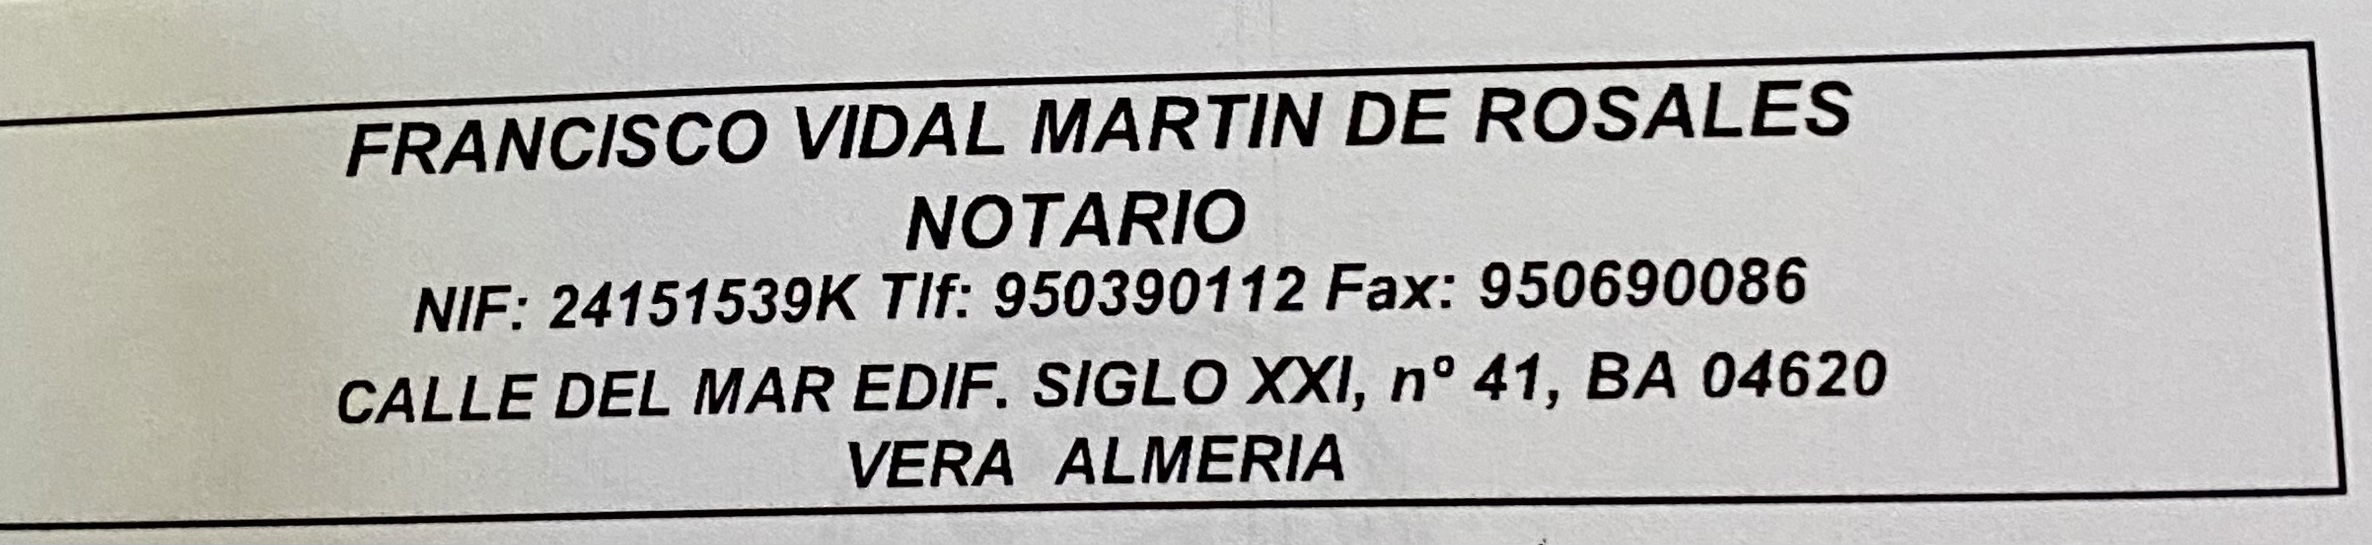 FRANCISCO VIDAL MARTIN DE ROSALES
NOTARIO
NIF: 24151539K Tlf: 950390112 Fax: 950690086
CALLE DEL MAR EDIF. SIGLO XXI, nº 41, BA 04620
VERA ALMERIA